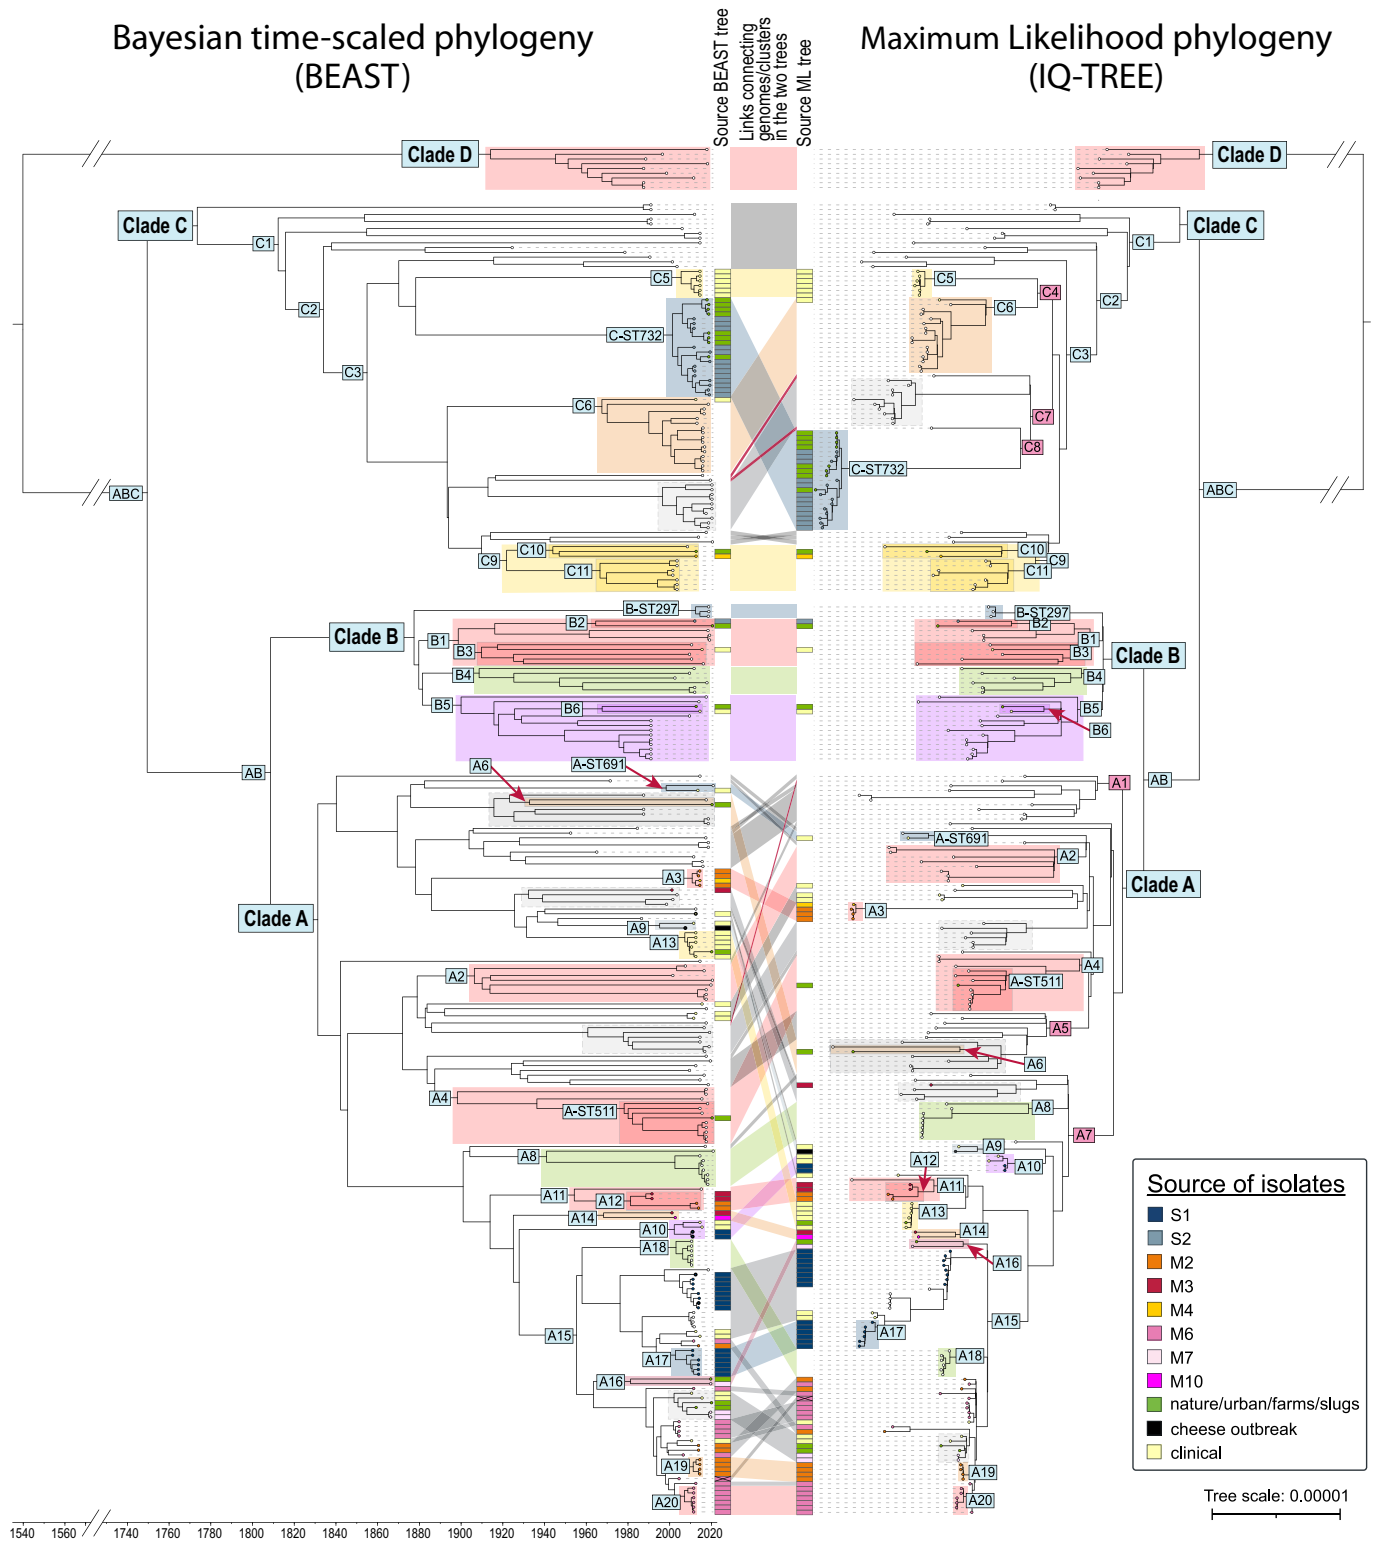 Bayesian time-scaled phylogeny
(BEAST)
Source BEAST tree
Links connecting
genomes/clusters
in the two trees
Source ML tree
Maximum Likelihood phylogeny
(IQ-TREE)
Clade D
Clade C
C1
C2
C3
C5
C-ST732
C6
ABC
C10
C9
C11
B-ST297
Clade B
B1
B2
B3
B4
B5
B6
AB
A6
A-ST691
A3
Clade A
A9
A13
A2
A4
A-ST511
A8
A11
A12
A14
A10
A18
A15
A17
A16
A19
A20
1540
1560
1740
1760
1780
1800
1820
1840
1860
1880
1900
1920
1940
1960
1980
2000
2020
Clade D
Clade C
C1
C5
C4
C2
C6
C3
C7
C8
C-ST732
ABC
C10
C9
C11
B-ST297
B2
B1
B3
Clade B
B4
B5
B6
AB
A1
A-ST691
A2
Clade A
A3
A4
A-ST511
A5
A6
A8
A7
A9
A12
A10
A11
A13
A14
A16
A15
A17
A18
A19
A20
Source of isolates
S1
S2
M2
M3
M4
M6
M7
M10
nature/urban/farms/slugs
cheese outbreak
clinical
Tree scale: 0.00001